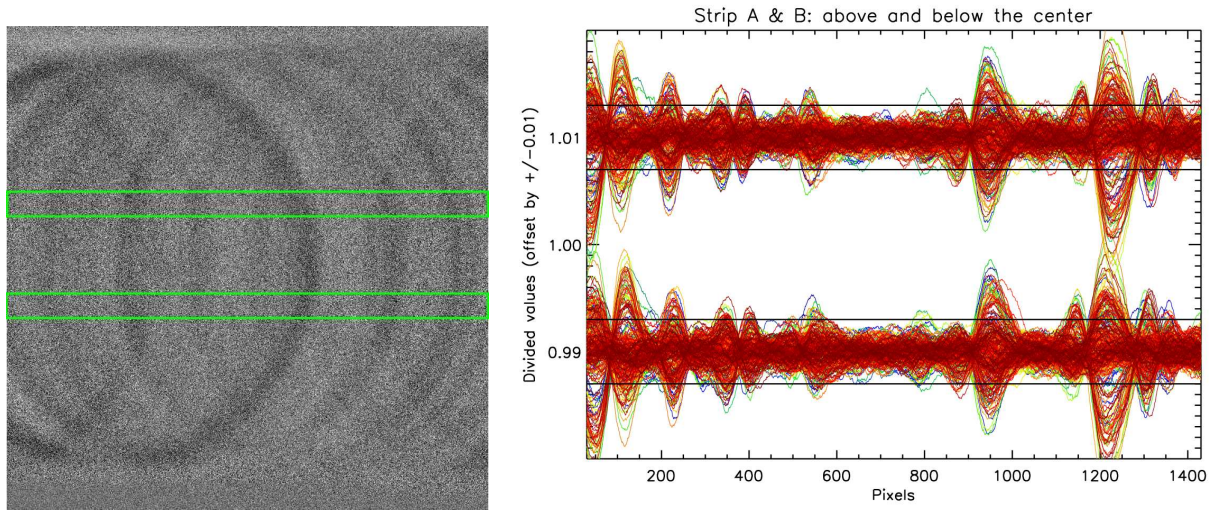 Strip A & B: above and below the center
Divided values (offset by +/-0.01)
1.01
1.00
0.99
200 400 600 800 1000 1200 1400
Pixels